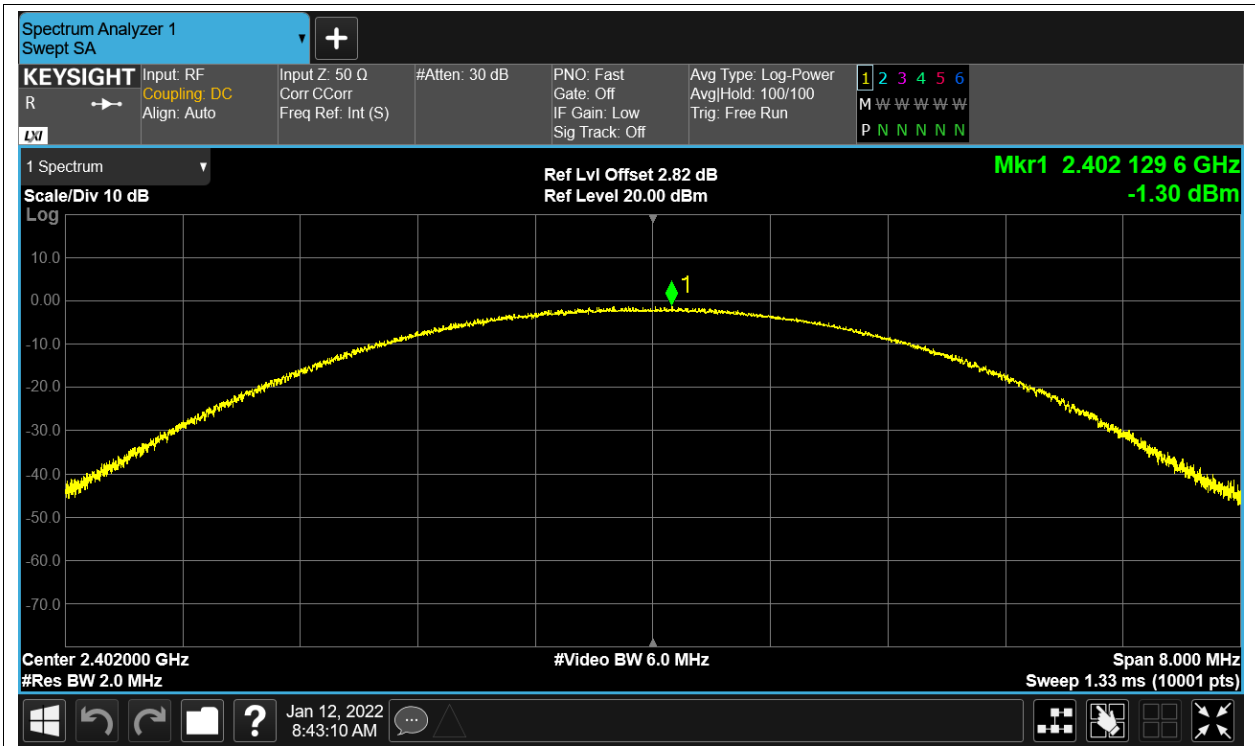 Spectrum Analyzer 1
Swept SA
KEYSIGHT
R
LXI
Input: RF
Coupling: DC
Align: Auto
Input Z: 50 Ω
Corr CCorr
Freq Ref: Int (S)
#Atten: 30 dB
PNO: Fast
Gate: Off
IF Gain: Low
Sig Track: Off
Avg Type: Log-Power
Avg|Hold: 100/100
Trig: Free Run
1 2 3 4 5 6
M W W W W W
P N N N N N
1 Spectrum
Scale/Div 10 dB
Ref Lvl Offset 2.82 dB
Ref Level 20.00 dBm
Mkr1 2.402 129 6 GHz
-1.30 dBm
Log
1
10.0
0.00
-10.0
-20.0
-30.0
-40.0
-50.0
-60.0
-70.0
Center 2.402000 GHz
#Video BW 6.0 MHz
Span 8.000 MHz
#Res BW 2.0 MHz
Sweep 1.33 ms (10001 pts)
?
Jan 12, 2022
8:43:10 AM